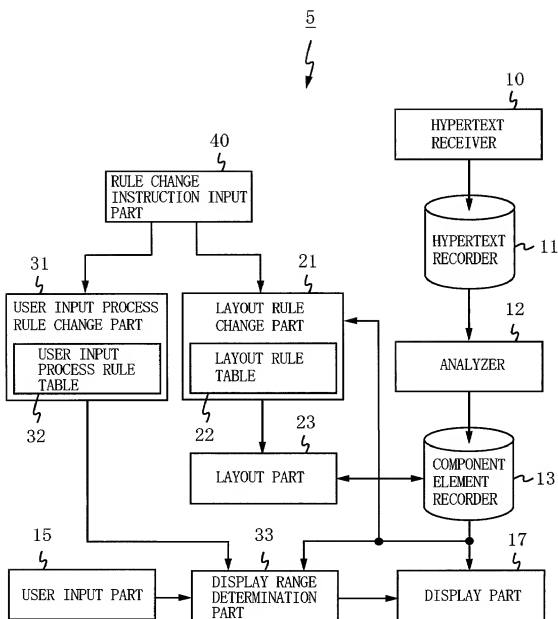 5
10
HYPERTEXT
RECEIVER
40
RULE CHANGE
INSTRUCTION INPUT
PART
HYPERTEXT
RECORDER
11
31
USER INPUT PROCESS
RULE CHANGE PART
USER INPUT
PROCESS RULE
TABLE
32
21
LAYOUT RULE
CHANGE PART
LAYOUT RULE
TABLE
22
12
ANALYZER
23
LAYOUT PART
COMPONENT
ELEMENT
RECORDER
13
15
USER INPUT PART
33
DISPLAY RANGE
DETERMINATION
PART
17
DISPLAY PART